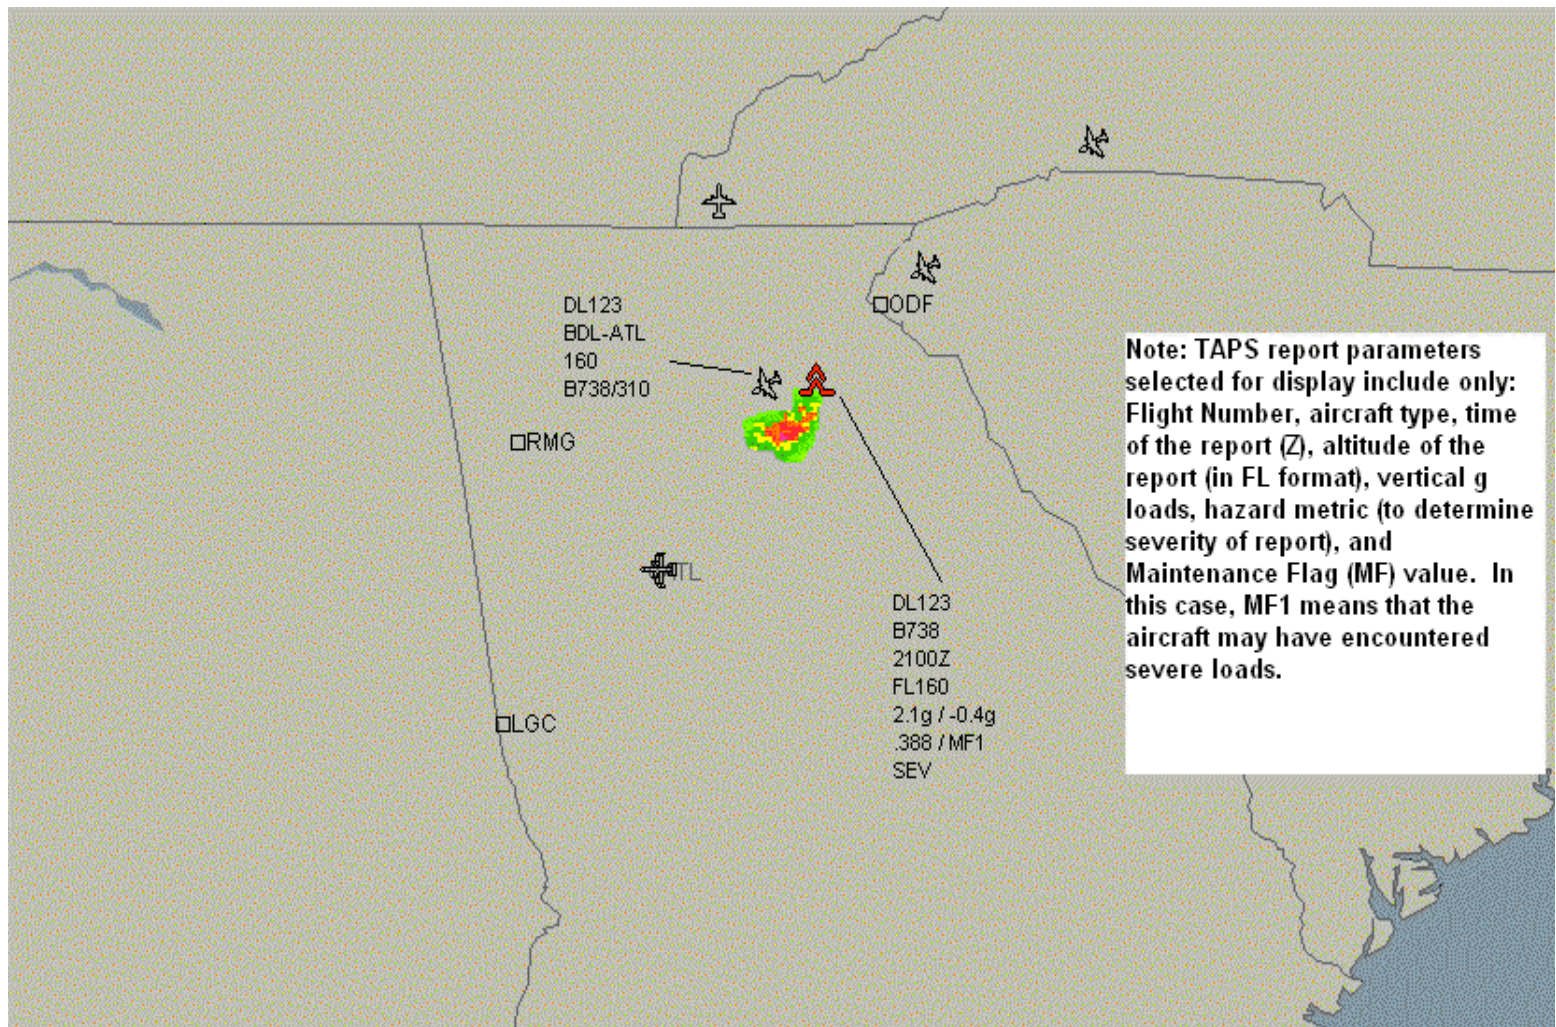 DL123
BDL-ATL
160
B738/310
ODF
RMG
TL
LGC
DL123
B738
2100Z
FL160
2.1g / -0.4g
.388 / MF1
SEV
Note: TAPS report parameters
selected for display include only:
Flight Number, aircraft type, time
of the report (Z), altitude of the
report (in FL format), vertical g
loads, hazard metric (to determine
severity of report), and
Maintenance Flag (MF) value.  In
this case, MF1 means that the
aircraft may have encountered
severe loads.